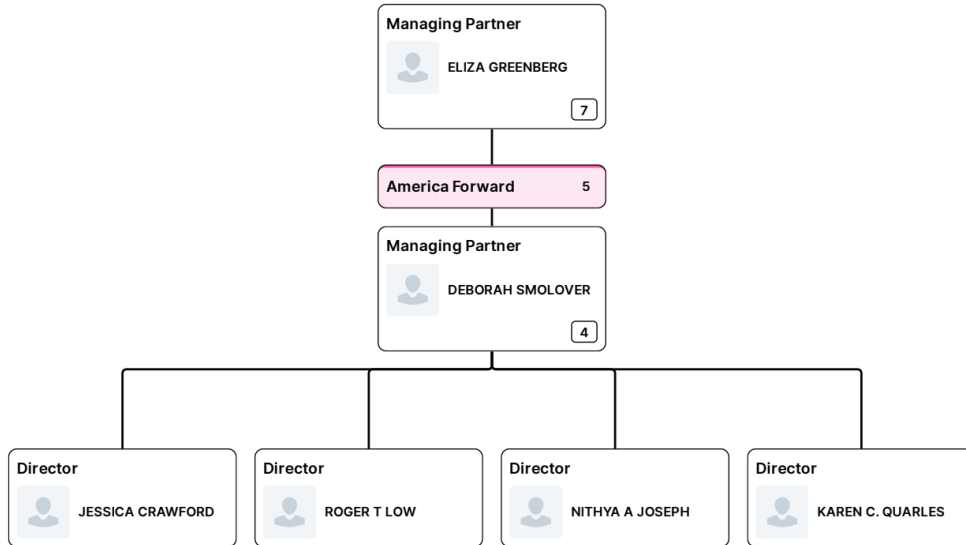 Managing Partner
ELIZA GREENBERG
7
America Forward 5
Managing Partner
DEBORAH SMOLOVER
4
Director
JESSICA CRAWFORD
Director
ROGER T LOW
Director
NITHYA A JOSEPH
Director
KAREN C. QUARLES